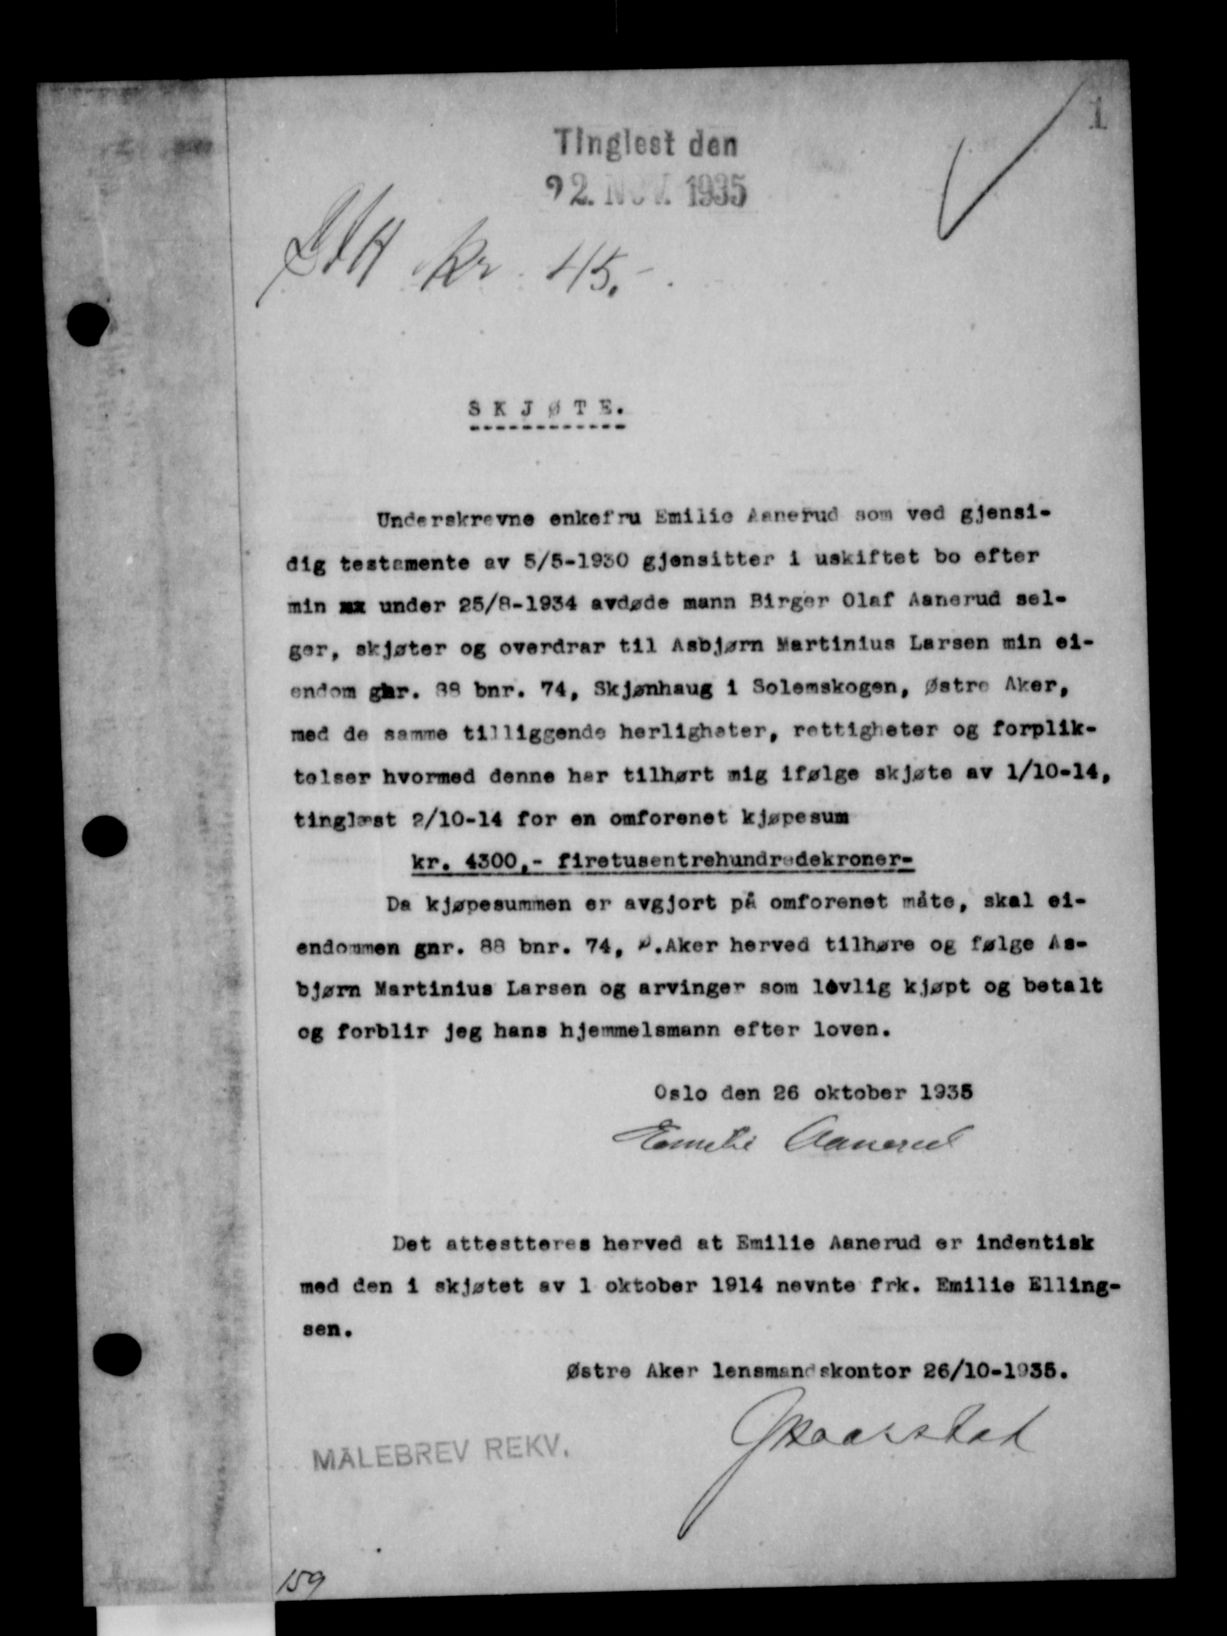 1
Tinglest den
2. NOV. 1935
kr. 45,-
SKJØTE.
Underskrevne enkefru Emilie Aanerud som ved gjensi-
dig testamente av 5/5-1930 gjensitter i uskiftet bo efter
min xx under 25/8-1934 avdøde mann Birger Olaf Aanerud sel-
ger, skjøter og overdrar til Asbjørn Martinius Larsen min ei-
endom gnr. 88 bnr. 74, Skjønhaug i Solemskogen, Østre Aker,
med de samme tilliggende herligheter, rettigheter og forplik-
telser hvormed denne har tilhørt mig ifølge skjøte av 1/10-14,
tinglæst 2/10-14 for en omforenet kjøpesum
kr. 4300,- firetusentrehundredekroner-
Da kjøpesummen er avgjort på omforenet måte, skal ei-
endommen gnr. 88 bnr. 74, Ø.Aker herved tilhøre og følge As-
bjørn Martinius Larsen og arvinger som lovlig kjøpt og betalt
og forblir jeg hans hjemmelsmann efter loven.
Oslo den 26 oktober 1935
Emilie Aanerud
Det attestteres herved at Emilie Aanerud er indentisk
med den i skjøtet av 1 oktober 1914 nevnte frk. Emilie Elling-
sen.
Østre Aker lensmandskontor 26/10-1935.
MÅLEBREV REKV.
159